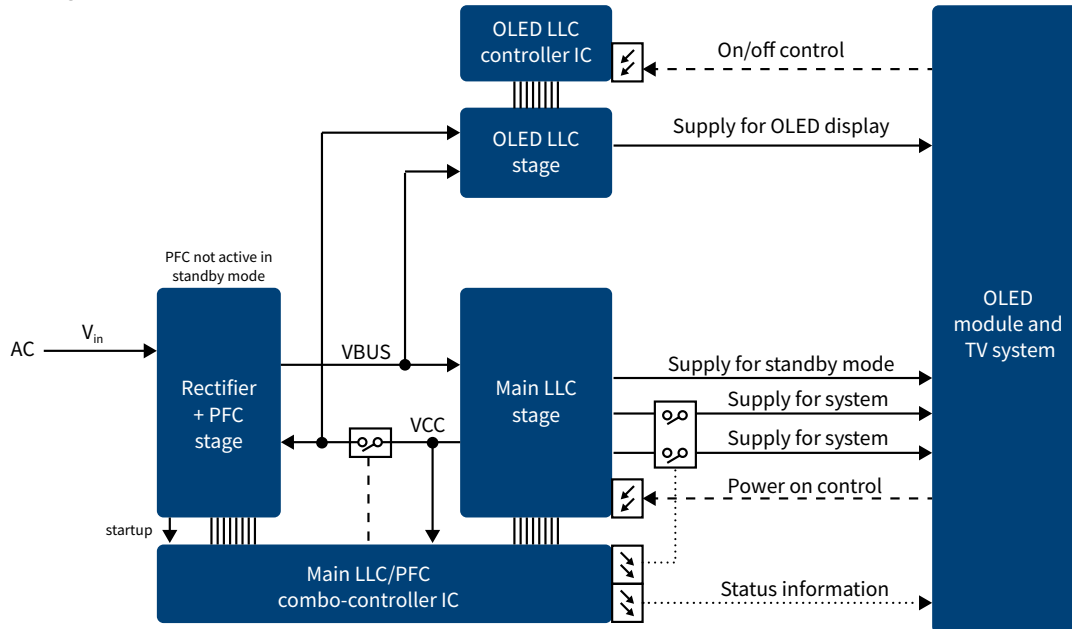 OLED LLC
controller IC
On/off control
OLED LLC
stage
Supply for OLED display
PFC not active in
standby mode
AC
Vin
Rectifier
+ PFC
stage
VBUS
VCC
Main LLC
stage
Supply for standby mode
Supply for system
Supply for system
Power on control
OLED
module and
TV system
startup
Main LLC/PFC
combo-controller IC
Status information